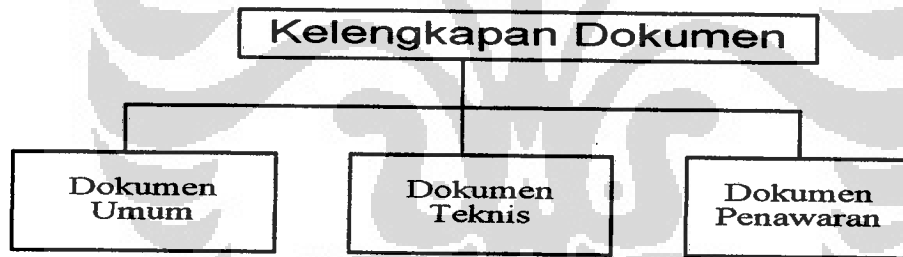 Kelengkapan Dokumen
Dokumen
Umum
Dokumen
Teknis
Dokumen
Penawaran